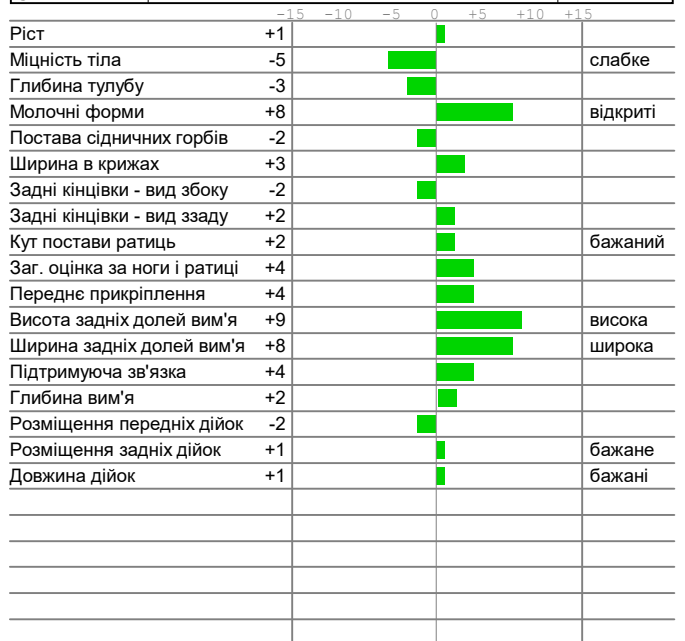 -15 -10 -5 0 +5 +10 +15
Ріст +1
Міцність тіла -5 слабке
Глибина тулубу -3
Молочні форми +8 відкриті
Постава сідничних горбів -2
Ширина в крижах +3
Задні кінцівки - вид збоку -2
Задні кінцівки - вид ззаду +2
Кут постави ратиць +2 бажаний
Заг. оцінка за ноги і ратиці +4
Переднє прикріплення +4
Висота задніх долей вим'я +9 висока
Ширина задніх долей вим'я +8 широка
Підтримуюча зв'язка +4
Глибина вим'я +2
Розміщення передніх дійок -2
Розміщення задніх дійок +1 бажане
Довжина дійок +1 бажані